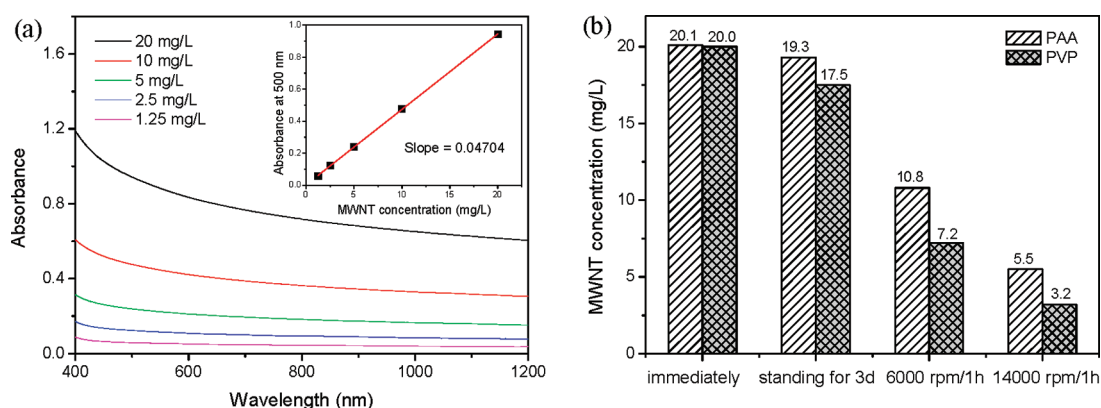 (a)
20 mg/L
10 mg/L
5 mg/L
2.5 mg/L
1.25 mg/L
Absorbance
1.6
1.2
0.8
0.4
0.0
400
600
800
1000
1200
Wavelength (nm)
Absorbance at 500 nm
1.0
0.8
0.6
0.4
0.2
0.0
0
5
10
15
20
Slope = 0.04704
MWNT concentration (mg/L)
(b)
PAA
PVP
MWNT concentration (mg/L)
20
15
10
5
0
20.1
20.0
19.3
17.5
10.8
7.2
5.5
3.2
immediately
standing for 3d
6000 rpm/1h
14000 rpm/1h